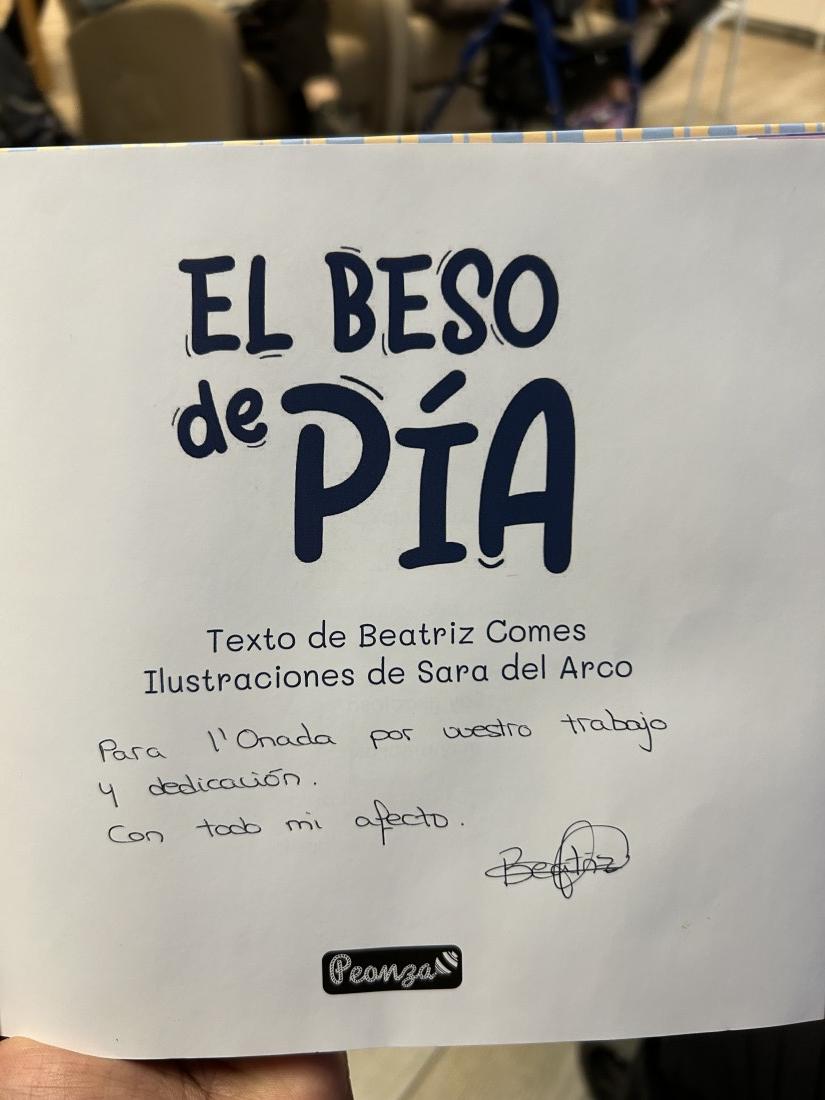 EL BESO
de PÍA
Texto de Beatriz Comes
Ilustraciones de Sara del Arco
Para l'Onada por vuestro trabajo
y dedicación.
Con todo mi afecto.
Beatriz
Peonza